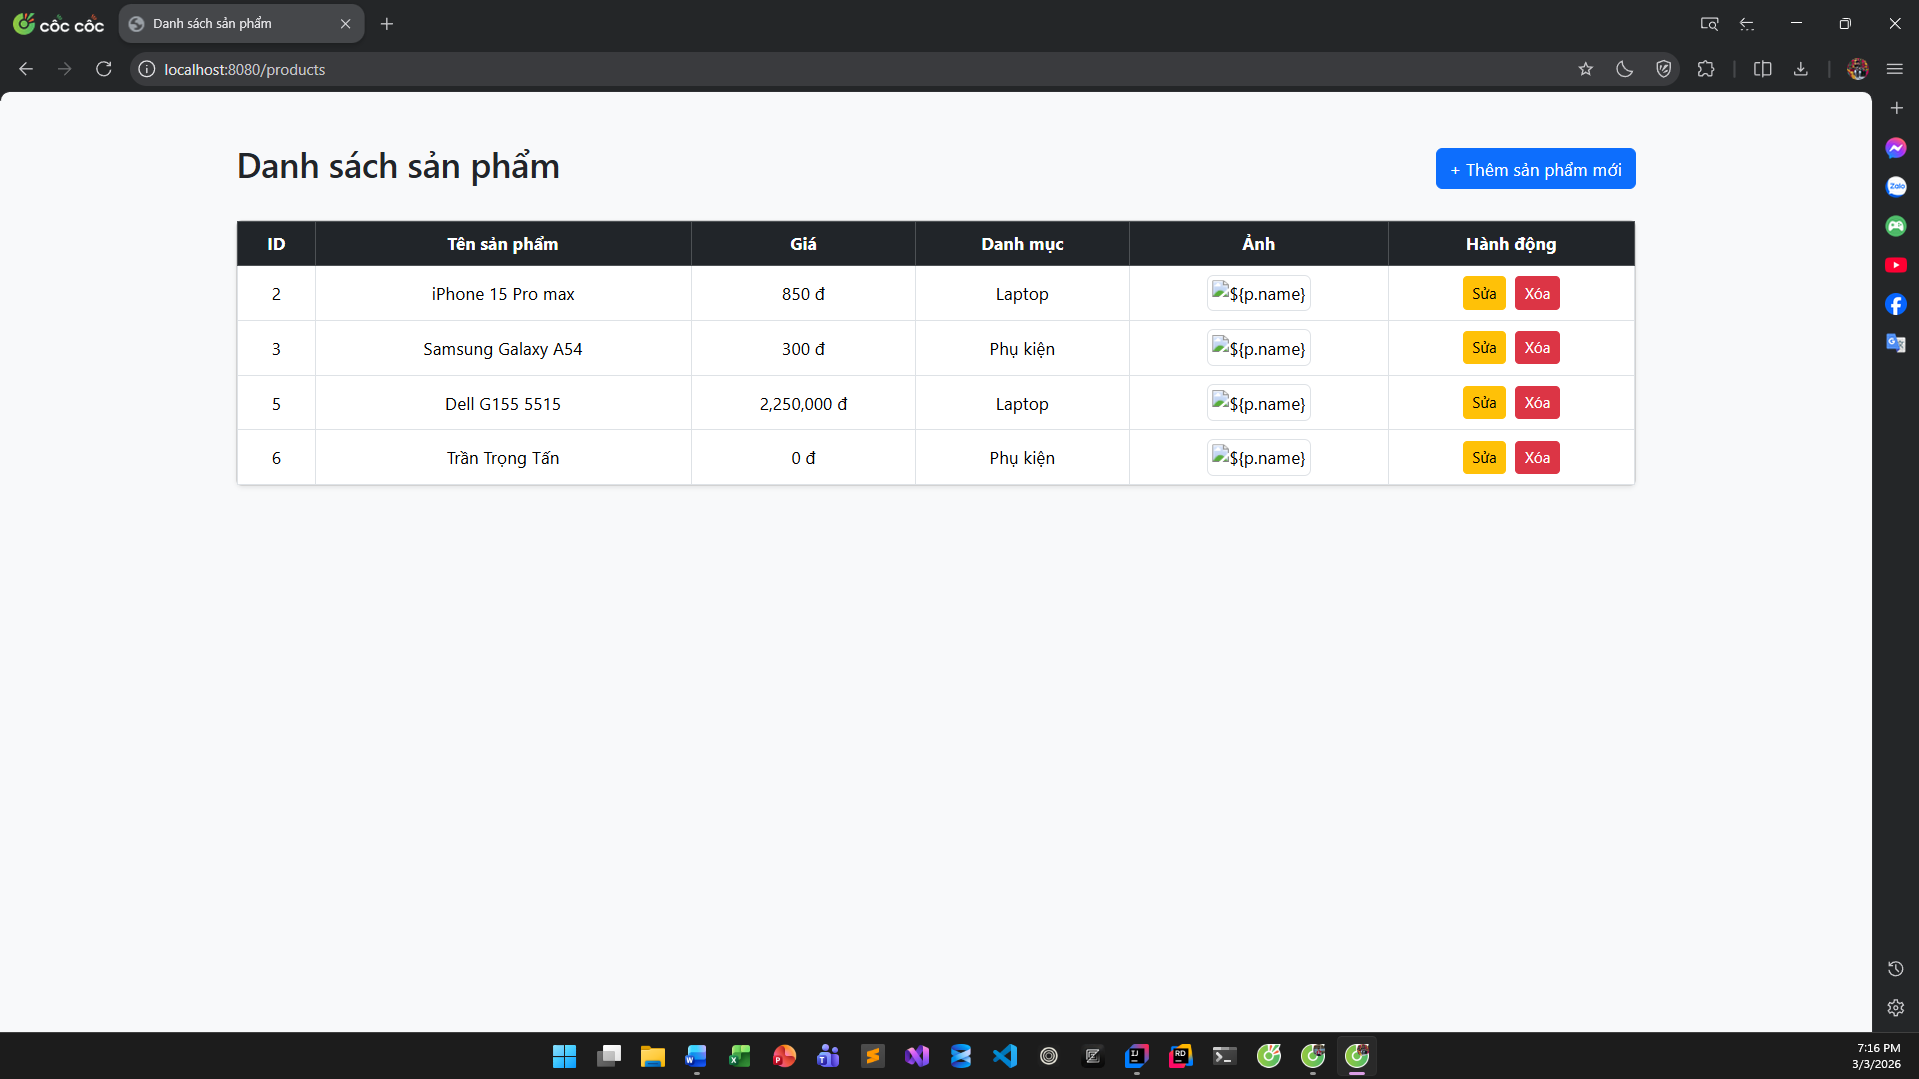 cốc cốc
Danh sách sản phẩm
localhost:8080/products
Danh sách sản phẩm
+ Thêm sản phẩm mới
ID Tên sản phẩm Giá Danh mục Ảnh Hành động
2 iPhone 15 Pro max 850 đ Laptop ${p.name} Sửa Xóa
3 Samsung Galaxy A54 300 đ Phụ kiện ${p.name} Sửa Xóa
5 Dell G155 5515 2,250,000 đ Laptop ${p.name} Sửa Xóa
6 Trần Trọng Tấn 0 đ Phụ kiện ${p.name} Sửa Xóa
Zalo
7:16 PM
3/3/2026